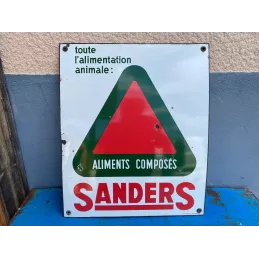 toute
l'alimentation
animale :
ALIMENTS COMPOSÉS
SANDERS